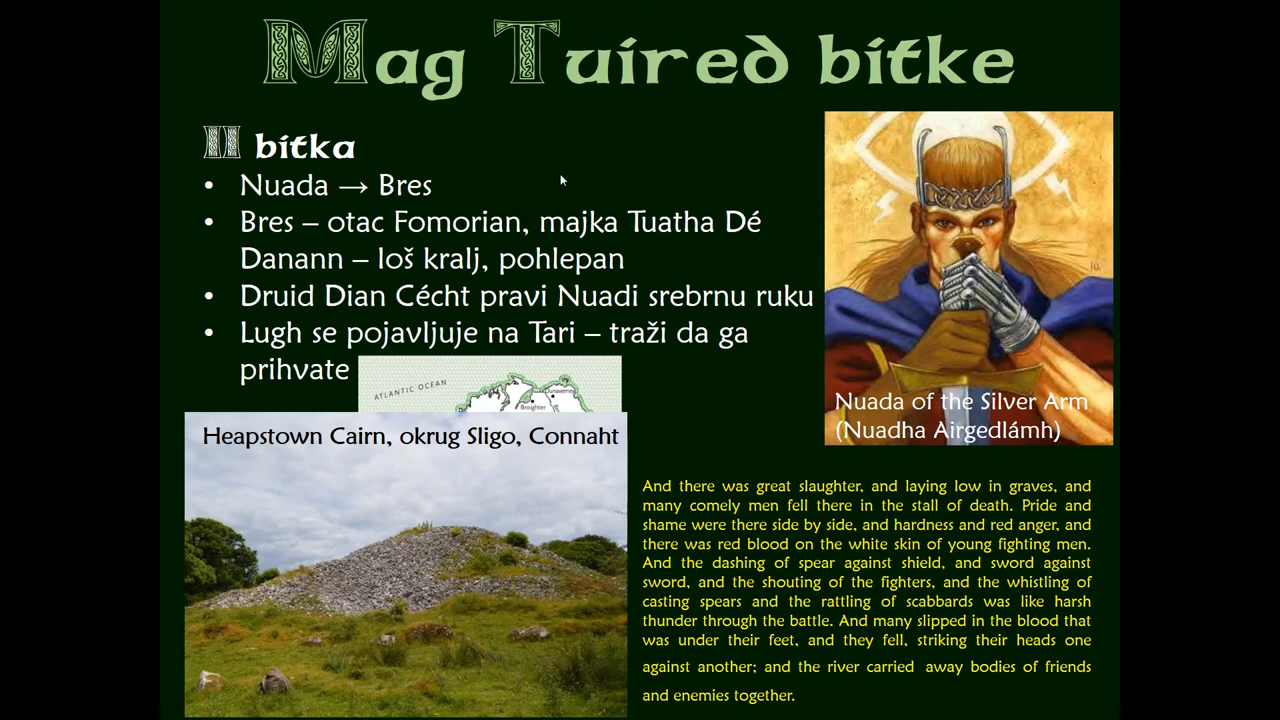 Mag Tuired bitke
II bitka
• Nuada → Bres
• Bres – otac Fomorian, majka Tuatha Dé
Danann – loš kralj, pohlepan
• Druid Dian Cécht pravi Nuadi srebrnu ruku
• Lugh se pojavljuje na Tari – traži da ga
prihvate
ATLANTIC OCEAN
Dunaverney
Broighter
Heapstown Cairn, okrug Sligo, Connaht
Nuada of the Silver Arm
(Nuadha Airgedlámh)
And there was great slaughter, and laying low in graves, and
many comely men fell there in the stall of death. Pride and
shame were there side by side, and hardness and red anger, and
there was red blood on the white skin of young fighting men.
And the dashing of spear against shield, and sword against
sword, and the shouting of the fighters, and the whistling of
casting spears and the rattling of scabbards was like harsh
thunder through the battle. And many slipped in the blood that
was under their feet, and they fell, striking their heads one
against another; and the river carried away bodies of friends
and enemies together.